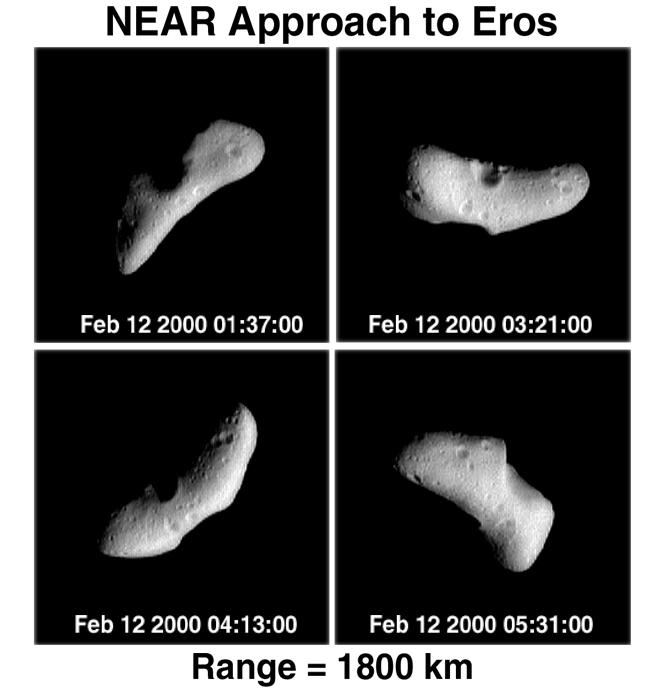 NEAR Approach to Eros
Feb 12 2000 01:37:00
Feb 12 2000 03:21:00
Feb 12 2000 04:13:00
Feb 12 2000 05:31:00
Range = 1800 km